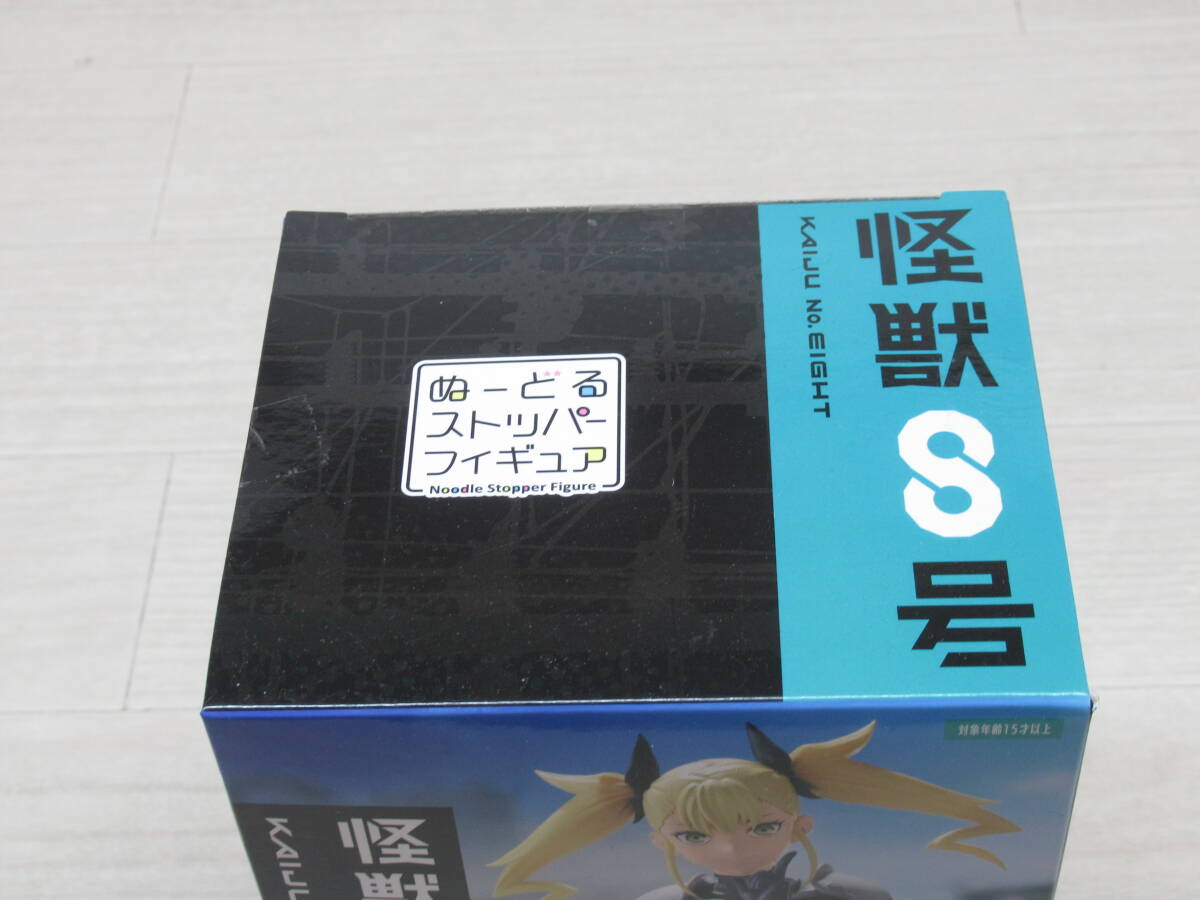 怪獣8号
KAIJU No.EIGHT
ぬーどる
ストッパー
フィギュア
Noodle Stopper Figure
対象年齢15才以上
怪獣
KAIJU